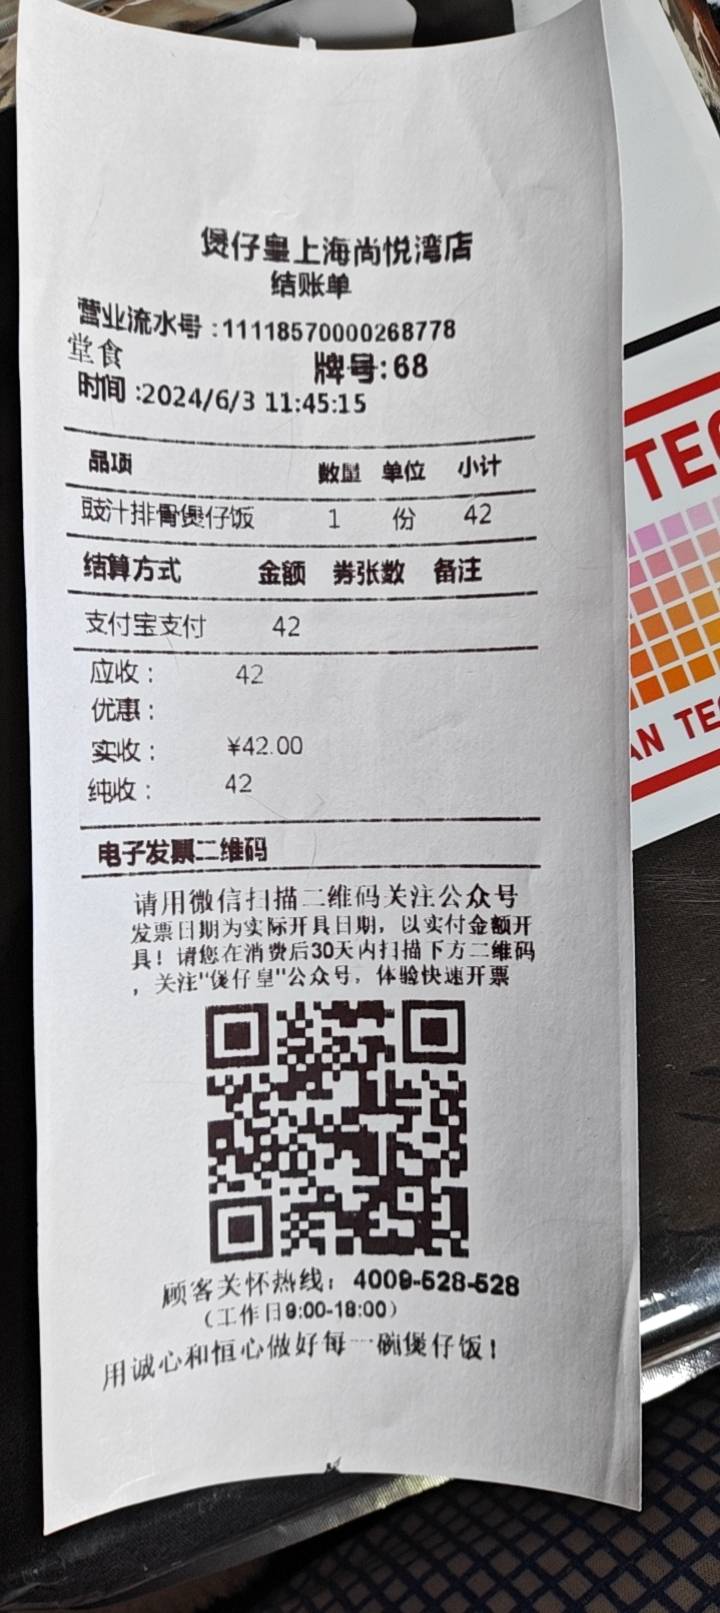 煲仔皇上海尚悦湾店
结账单
营业流水号:11118570000268778
堂食 牌号:68
时间:2024/6/3 11:45:15
品项 数量 单位 小计
豉汁排骨煲仔饭 1 份 42
结算方式 金额 券张数 备注
支付宝支付 42
应收: 42
优惠:
实收: ¥42.00
纯收: 42
电子发票二维码
请用微信扫描二维码关注公众号
发票日期为实际开具日期，以实付金额开
具！请您在消费后30天内扫描下方二维码
，关注"煲仔皇"公众号，体验快速开票
顾客关怀热线：4009-528-528
（工作日9:00-18:00）
用诚心和恒心做好每一碗煲仔饭！
TEC
AN TEC